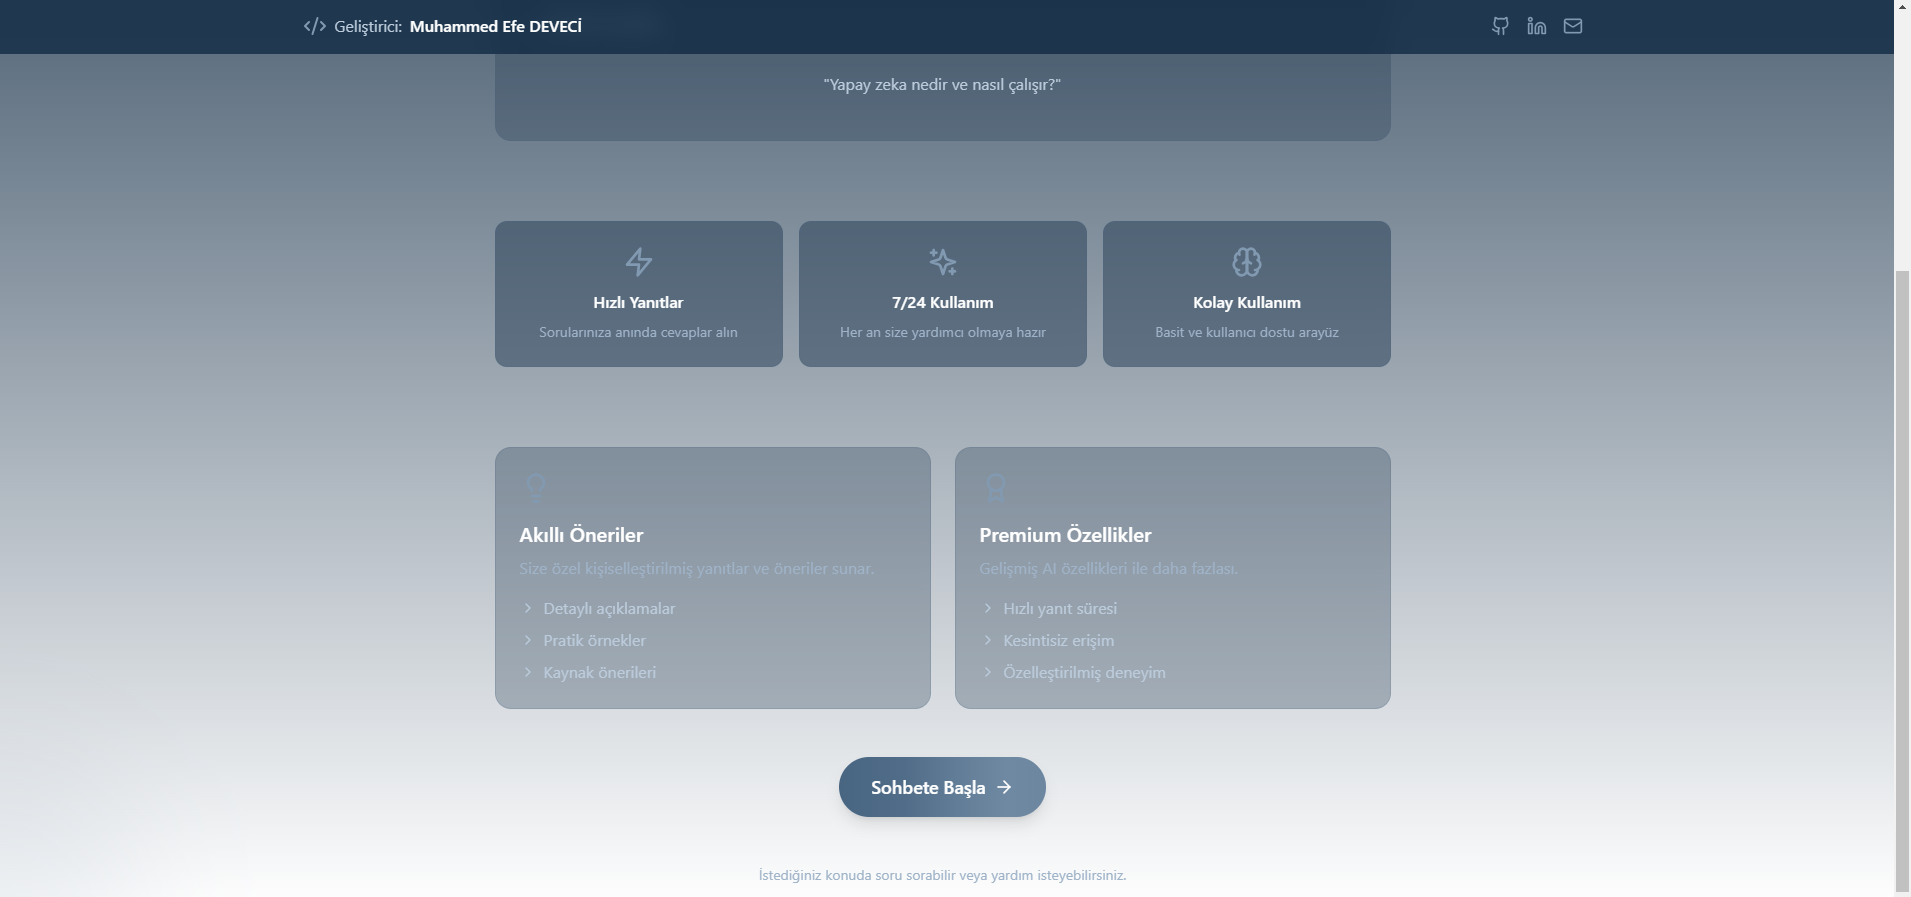 Geliştirici: Muhammed Efe DEVECİ
"Yapay zeka nedir ve nasıl çalışır?"
Hızlı Yanıtlar
Sorularınıza anında cevaplar alın
7/24 Kullanım
Her an size yardımcı olmaya hazır
Kolay Kullanım
Basit ve kullanıcı dostu arayüz
Akıllı Öneriler
Size özel kişiselleştirilmiş yanıtlar ve öneriler sunar.
Detaylı açıklamalar
Pratik örnekler
Kaynak önerileri
Premium Özellikler
Gelişmiş AI özellikleri ile daha fazlası.
Hızlı yanıt süresi
Kesintisiz erişim
Özelleştirilmiş deneyim
Sohbete Başla
İstediğiniz konuda soru sorabilir veya yardım isteyebilirsiniz.